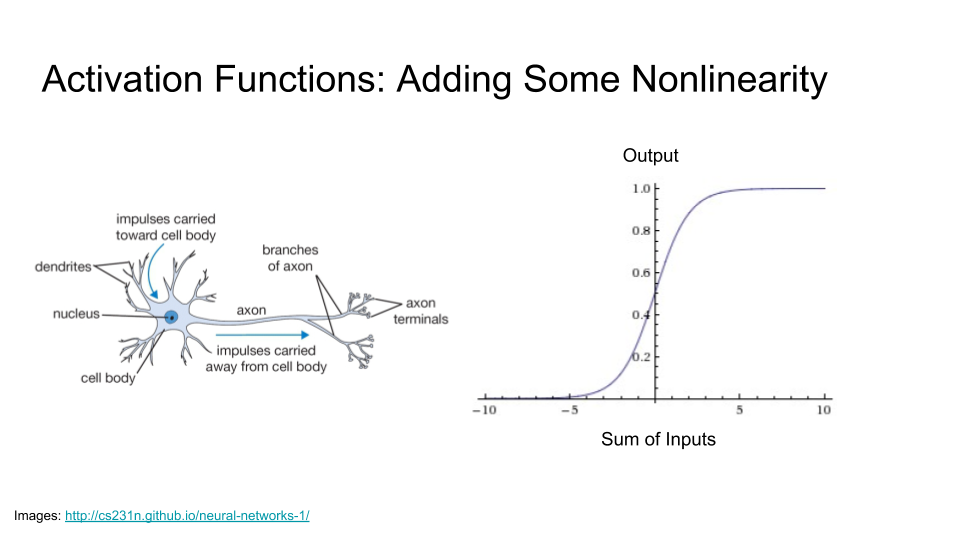 Activation Functions: Adding Some Nonlinearity
impulses carried
toward cell body
dendrites
nucleus
cell body
axon
impulses carried
away from cell body
branches
of axon
axon
terminals
Output
1.0
0.8
0.6
0.4
0.2
−10
−5
5
10
Sum of Inputs
Images: http://cs231n.github.io/neural-networks-1/